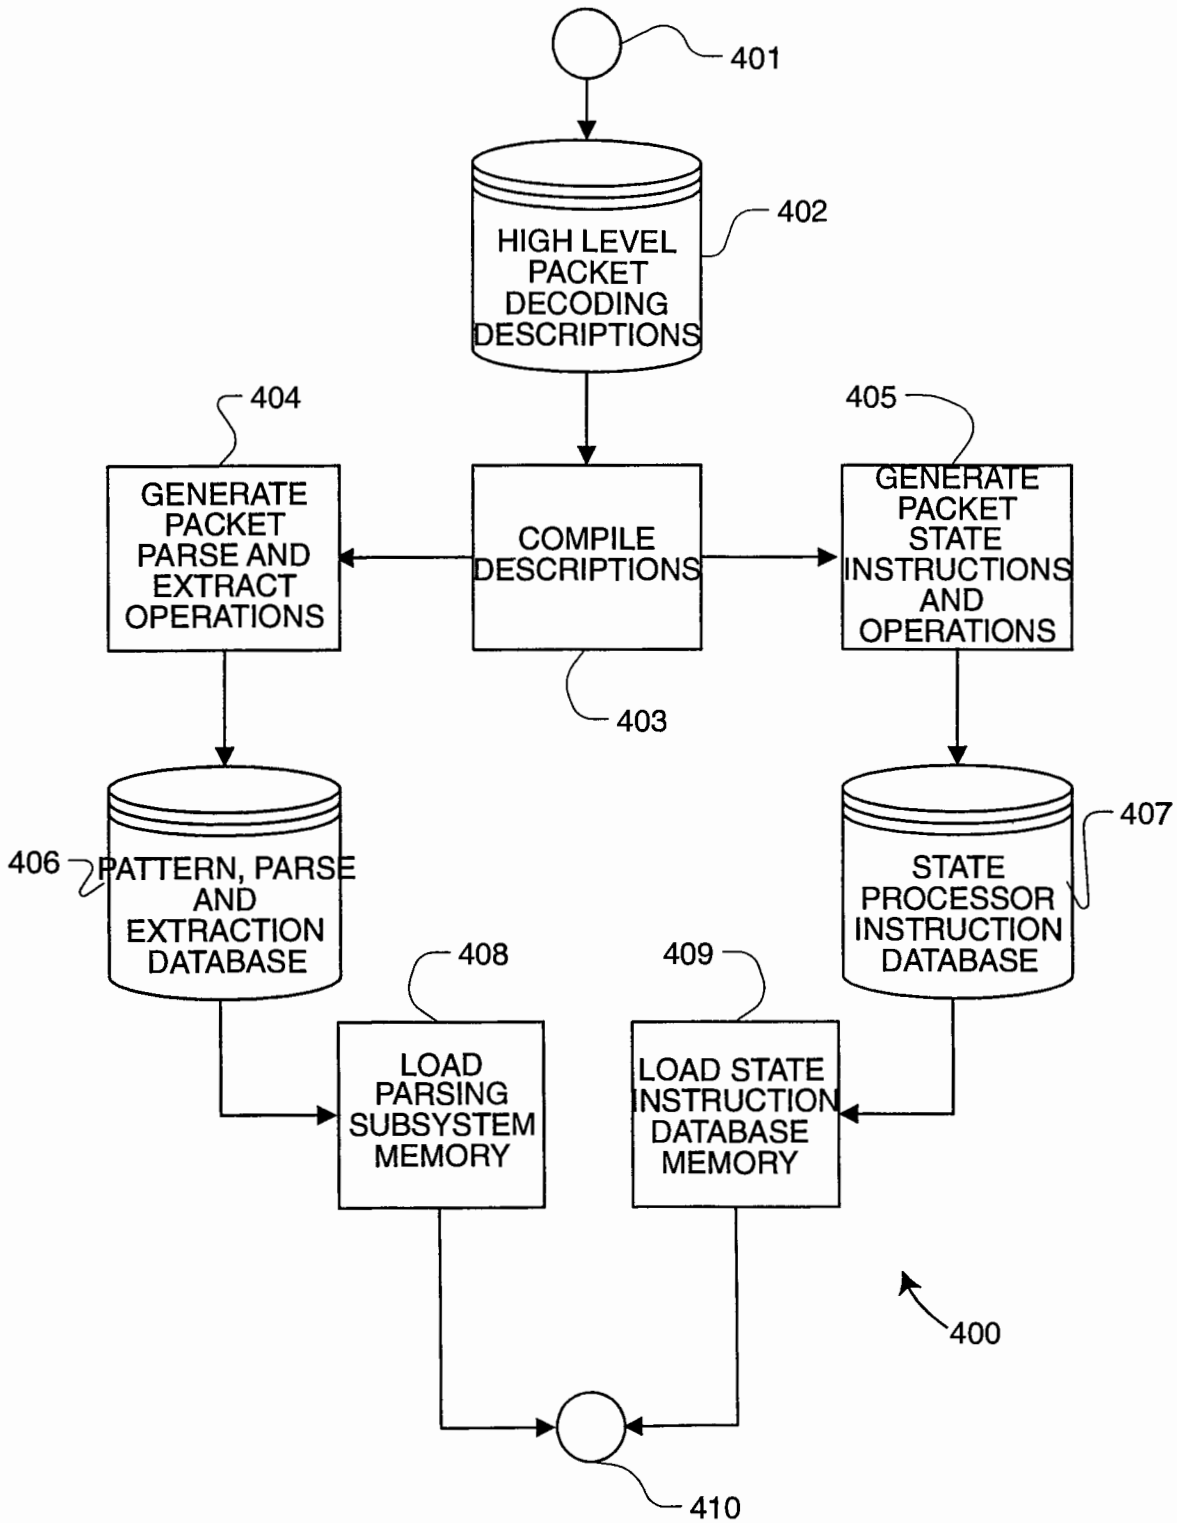 401
402
HIGH LEVEL
PACKET
DECODING
DESCRIPTIONS
404
405
GENERATE
PACKET
PARSE AND
EXTRACT
OPERATIONS
COMPILE
DESCRIPTIONS
GENERATE
PACKET
STATE
INSTRUCTIONS
AND
OPERATIONS
403
406
PATTERN, PARSE
AND
EXTRACTION
DATABASE
407
STATE
PROCESSOR
INSTRUCTION
DATABASE
408
409
LOAD
PARSING
SUBSYSTEM
MEMORY
LOAD STATE
INSTRUCTION
DATABASE
MEMORY
400
410